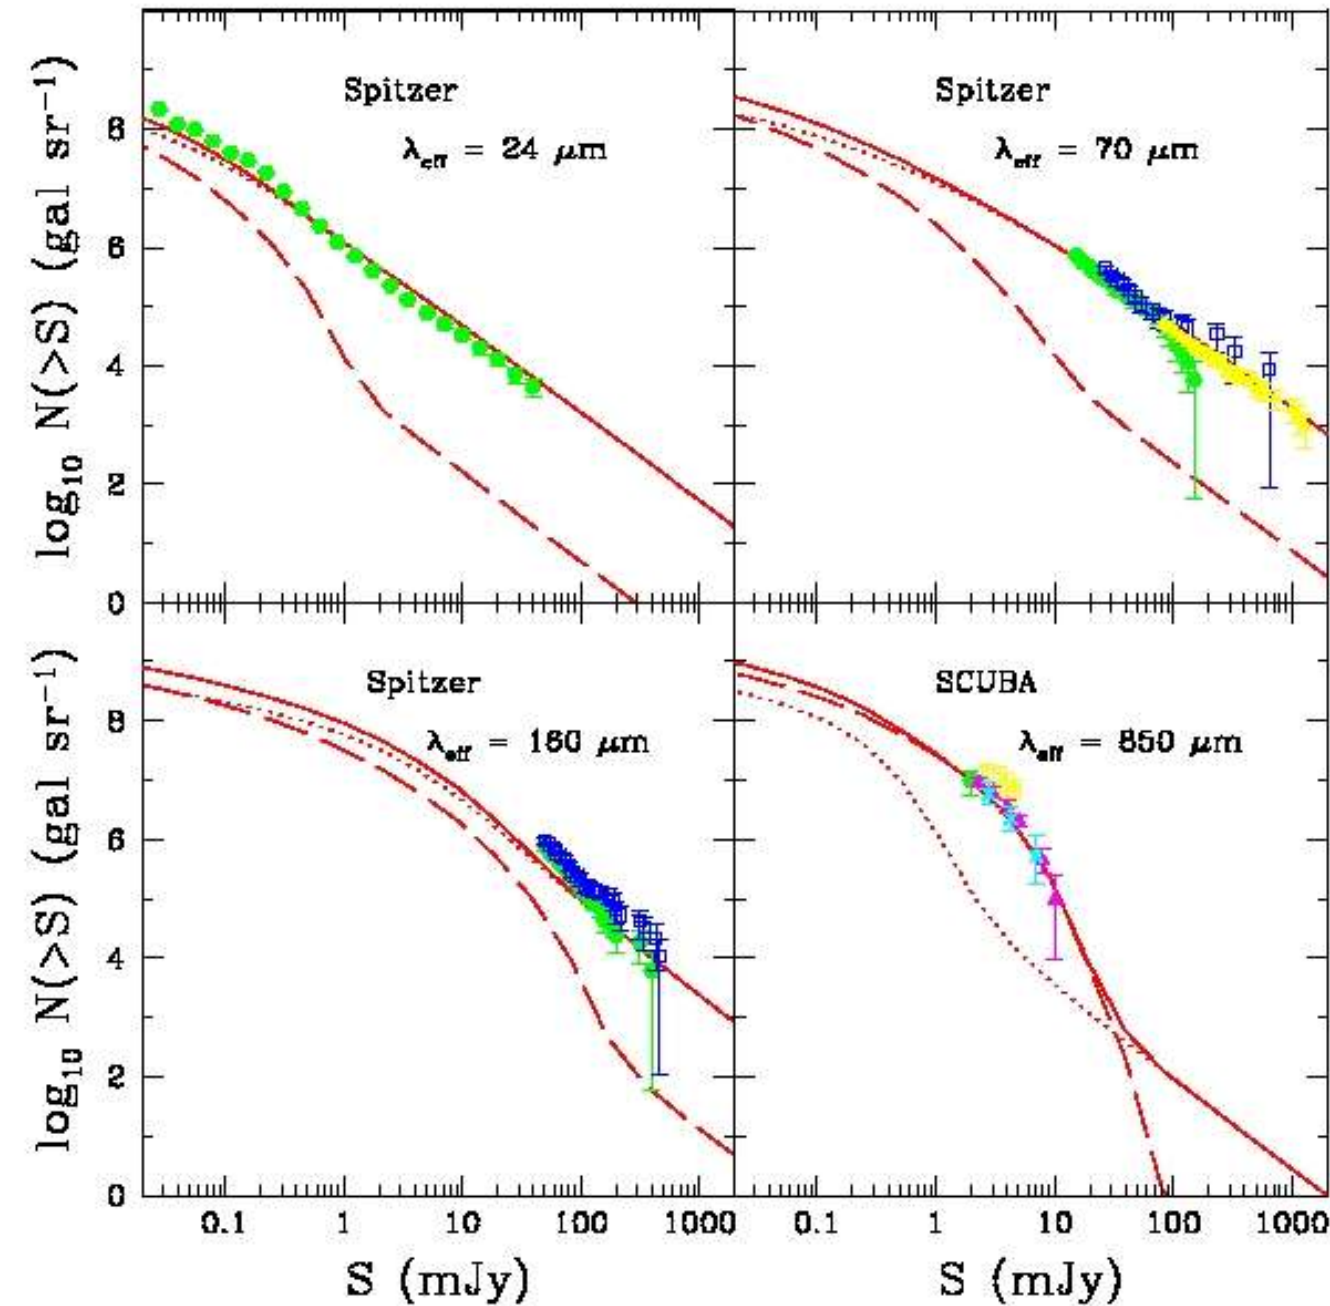 log₁₀ N(>S) (gal sr⁻¹)
8
6
4
2
0
Spitzer
λeff = 24 μm
Spitzer
λeff = 70 μm
log₁₀ N(>S) (gal sr⁻¹)
8
6
4
2
0
Spitzer
λeff = 160 μm
SCUBA
λeff = 850 μm
0.1 1 10 100 1000
0.1 1 10 100 1000
S (mJy)
S (mJy)